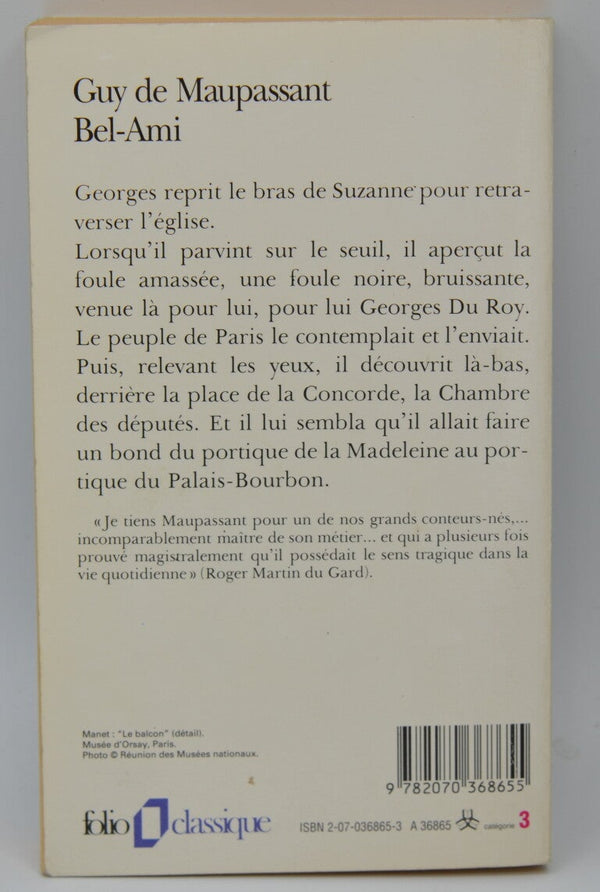 Guy de Maupassant
Bel-Ami
Georges reprit le bras de Suzanne pour retra-
verser l'église.
Lorsqu'il parvint sur le seuil, il aperçut la
foule amassée, une foule noire, bruissante,
venue là pour lui, pour lui Georges Du Roy.
Le peuple de Paris le contemplait et l'enviait.
Puis, relevant les yeux, il découvrit là-bas,
derrière la place de la Concorde, la Chambre
des députés. Et il lui sembla qu'il allait faire
un bond du portique de la Madeleine au por-
tique du Palais-Bourbon.
«Je tiens Maupassant pour un de nos grands conteurs-nés,...
incomparablement maître de son métier... et qui a plusieurs fois
prouvé magistralement qu'il possédait le sens tragique dans la
vie quotidienne» (Roger Martin du Gard).
Manet : "Le balcon" (détail).
Musée d'Orsay, Paris.
Photo © Réunion des Musées nationaux.
9 782070 368655
folio classique
ISBN 2-07-036865-3 A 36865 catégorie 3